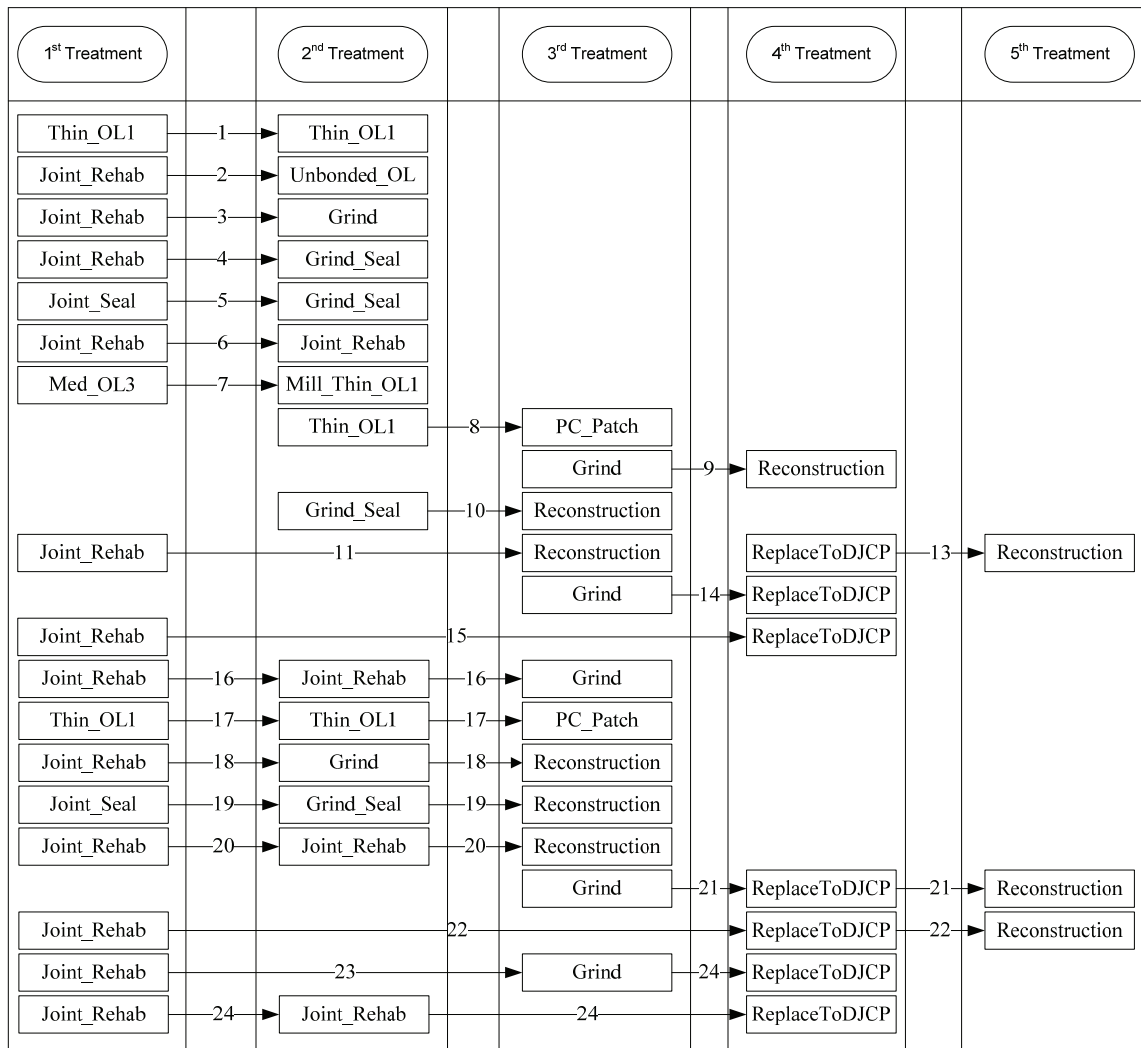 1st Treatment 2nd Treatment 3rd Treatment 4th Treatment 5th Treatment
Thin_OL1 1 Thin_OL1
Joint_Rehab 2 Unbonded_OL
Joint_Rehab 3 Grind
Joint_Rehab 4 Grind_Seal
Joint_Seal 5 Grind_Seal
Joint_Rehab 6 Joint_Rehab
Med_OL3 7 Mill_Thin_OL1
Thin_OL1 8 PC_Patch
Grind 9 Reconstruction
Grind_Seal 10 Reconstruction
Joint_Rehab 11 Reconstruction ReplaceToDJCP 13 Reconstruction
Grind 14 ReplaceToDJCP
Joint_Rehab 15 ReplaceToDJCP
Joint_Rehab 16 Joint_Rehab 16 Grind
Thin_OL1 17 Thin_OL1 17 PC_Patch
Joint_Rehab 18 Grind 18 Reconstruction
Joint_Seal 19 Grind_Seal 19 Reconstruction
Joint_Rehab 20 Joint_Rehab 20 Reconstruction
Grind 21 ReplaceToDJCP 21 Reconstruction
Joint_Rehab 22 ReplaceToDJCP 22 Reconstruction
Joint_Rehab 23 Grind 24 ReplaceToDJCP
Joint_Rehab 24 Joint_Rehab 24 ReplaceToDJCP